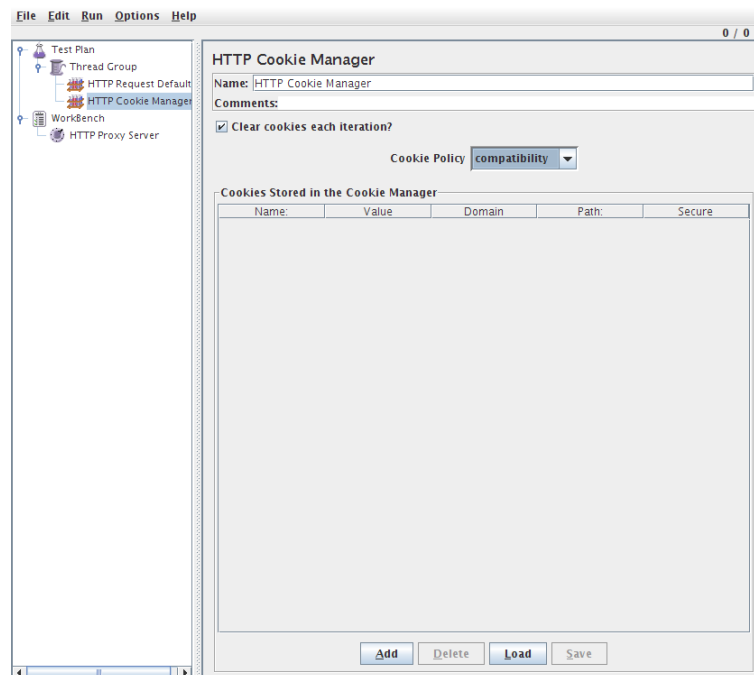 File Edit Run Options Help
0 / 0
Test Plan
Thread Group
HTTP Request Default
HTTP Cookie Manager
WorkBench
HTTP Proxy Server
HTTP Cookie Manager
Name: HTTP Cookie Manager
Comments:
Clear cookies each iteration?
Cookie Policy compatibility
Cookies Stored in the Cookie Manager
Name: Value Domain Path: Secure
Add Delete Load Save